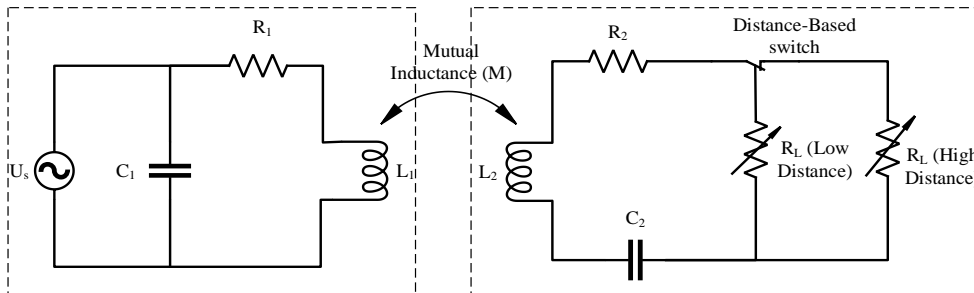 R1
Distance-Based
switch
R2
Mutual
Inductance (M)
Us
C1
L1
L2
RL (Low
Distance)
RL (High
Distance)
C2